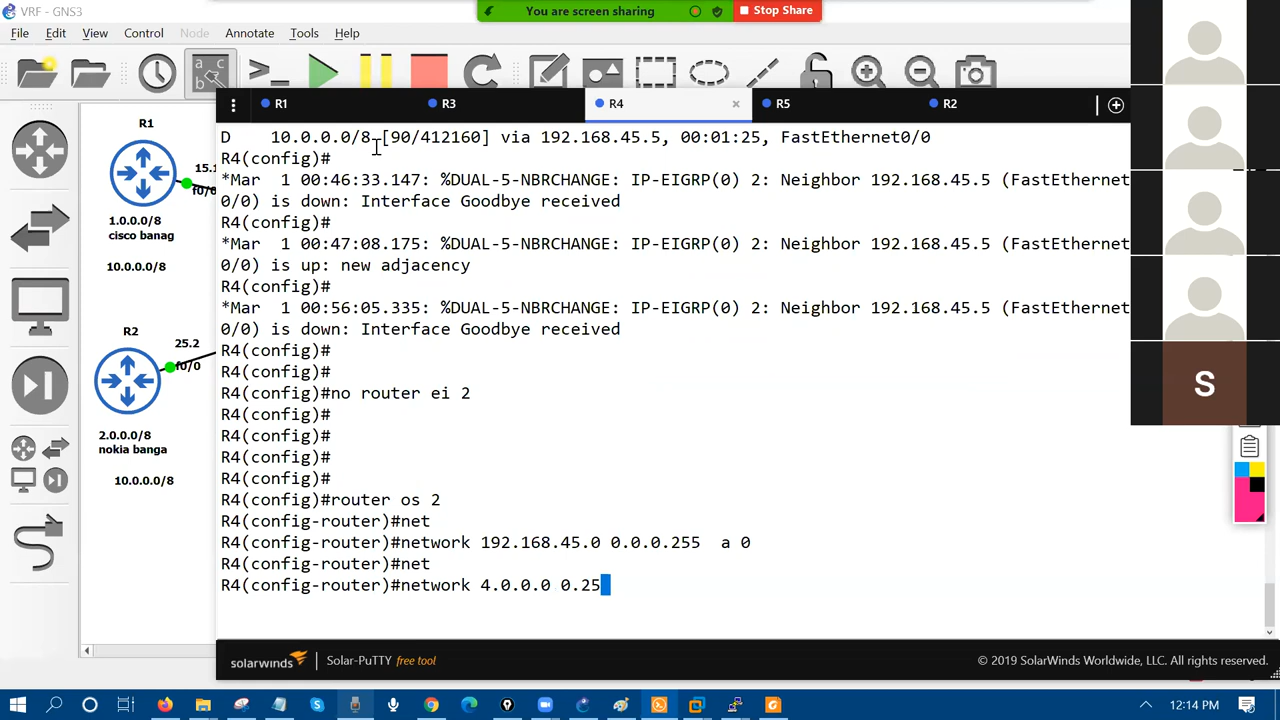 VRF - GNS3
You are screen sharing
Stop Share
File Edit View Control Node Annotate Tools Help
R1 R3 R4 × R5 R2
D    10.0.0.0/8 [90/412160] via 192.168.45.5, 00:01:25, FastEthernet0/0
R4(config)#
*Mar  1 00:46:33.147: %DUAL-5-NBRCHANGE: IP-EIGRP(0) 2: Neighbor 192.168.45.5 (FastEthernet
0/0) is down: Interface Goodbye received
R4(config)#
*Mar  1 00:47:08.175: %DUAL-5-NBRCHANGE: IP-EIGRP(0) 2: Neighbor 192.168.45.5 (FastEthernet
0/0) is up: new adjacency
R4(config)#
*Mar  1 00:56:05.335: %DUAL-5-NBRCHANGE: IP-EIGRP(0) 2: Neighbor 192.168.45.5 (FastEthernet
0/0) is down: Interface Goodbye received
R4(config)#
R4(config)#
R4(config)#no router ei 2
R4(config)#
R4(config)#
R4(config)#
R4(config)#
R4(config)#router os 2
R4(config-router)#net
R4(config-router)#network 192.168.45.0 0.0.0.255  a 0
R4(config-router)#net
R4(config-router)#network 4.0.0.0 0.25
R1
15.1
f0/0
1.0.0.0/8
cisco banag
10.0.0.0/8
R2
25.2
f0/0
2.0.0.0/8
nokia banga
10.0.0.0/8
S
solarwinds
Solar-PuTTY free tool
© 2019 SolarWinds Worldwide, LLC. All rights reserved.
12:14 PM